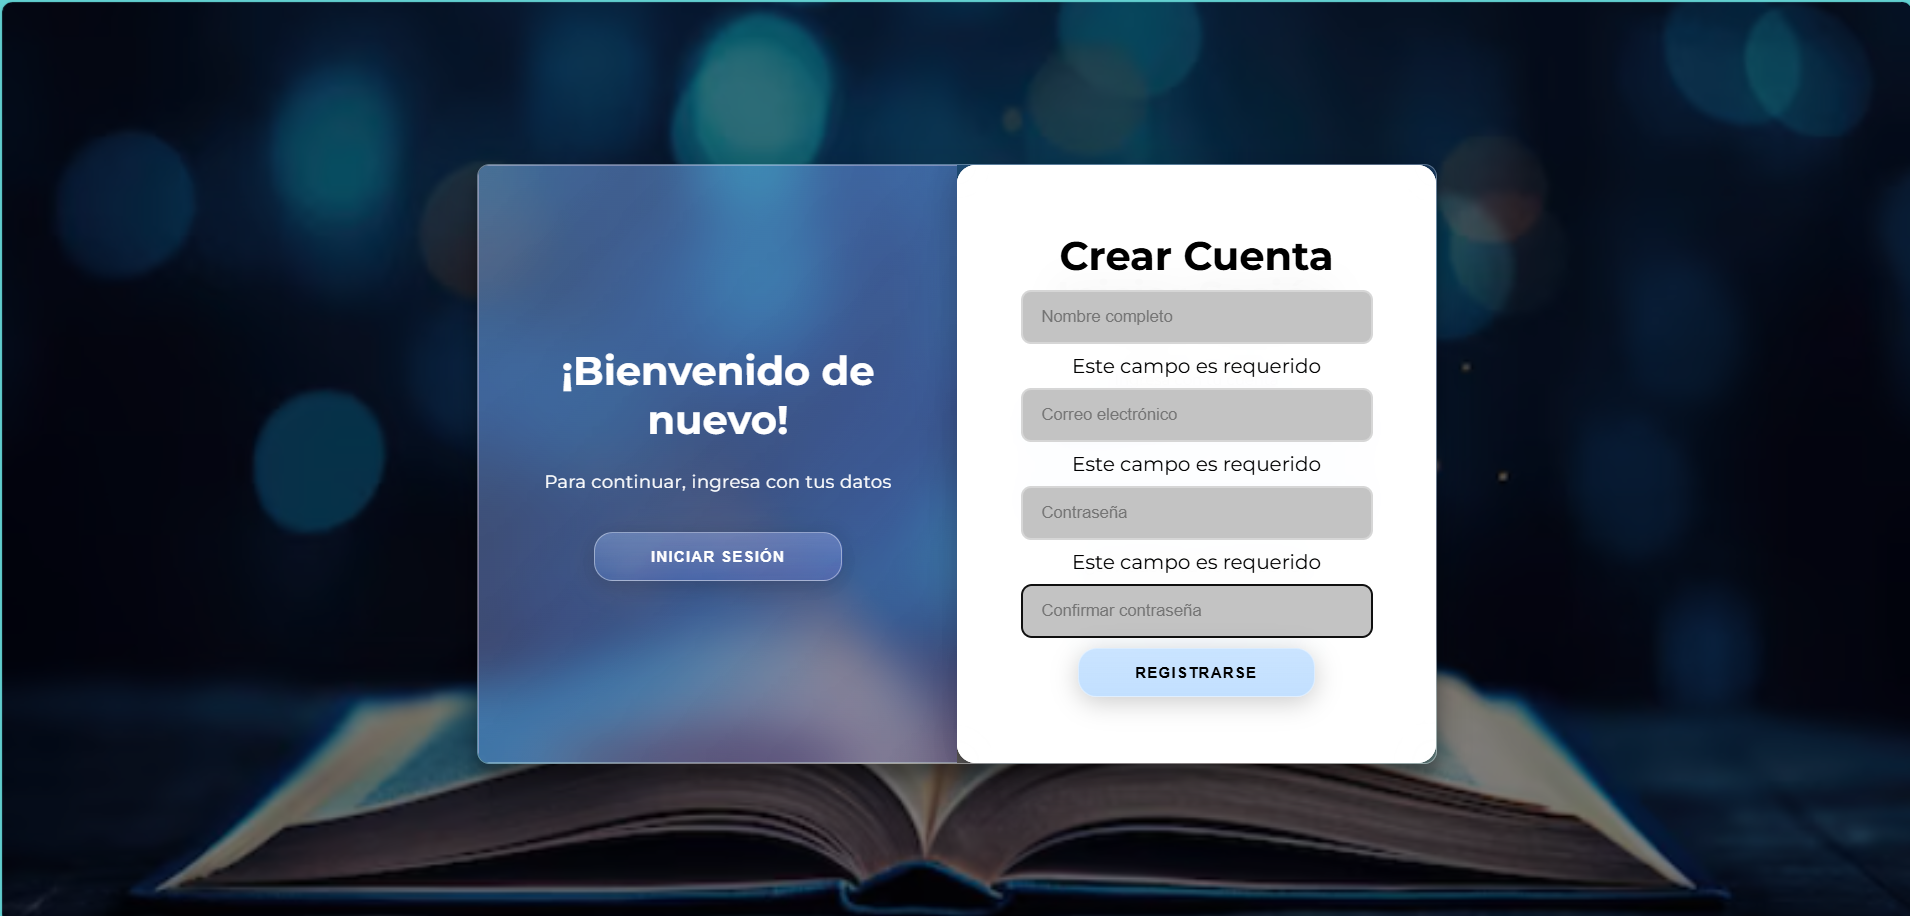 ¡Bienvenido de
nuevo!
Para continuar, ingresa con tus datos
INICIAR SESIÓN
Crear Cuenta
Nombre completo
Este campo es requerido
Correo electrónico
Este campo es requerido
Contraseña
Este campo es requerido
Confirmar contraseña
REGISTRARSE